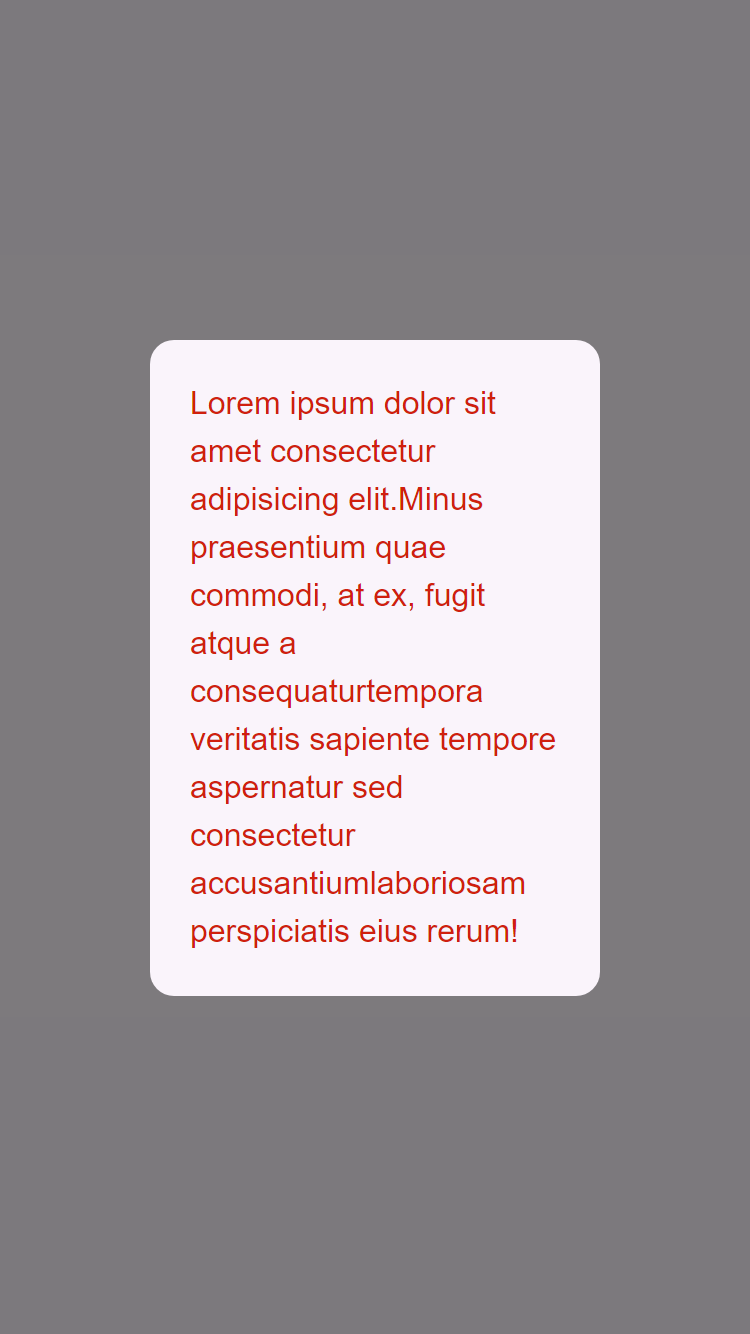 Lorem ipsum dolor sit
amet consectetur
adipisicing elit.Minus
praesentium quae
commodi, at ex, fugit
atque a
consequaturtempora
veritatis sapiente tempore
aspernatur sed
consectetur
accusantiumlaboriosam
perspiciatis eius rerum!